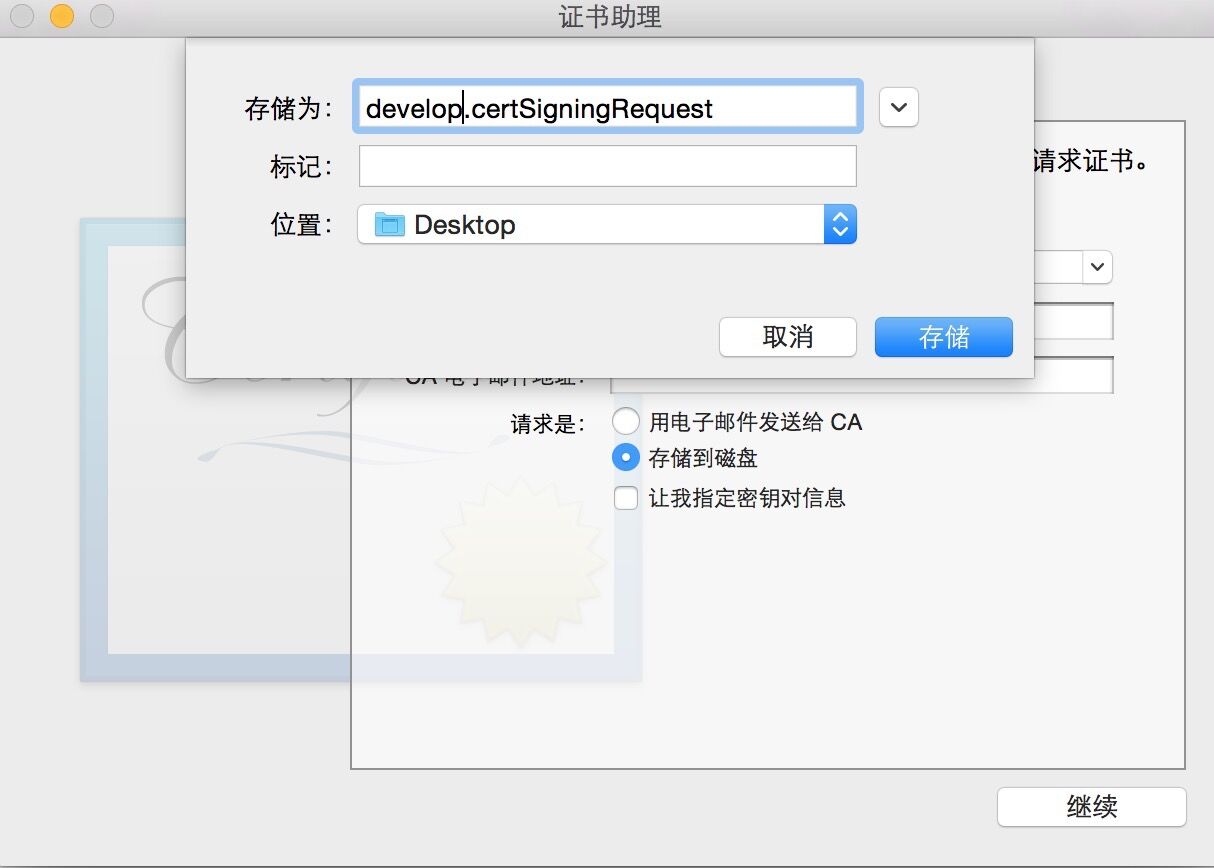 证书助理
存储为： develop.certSigningRequest
标记：
位置： Desktop
请求证书。
取消 存储
CA 电子邮件地址：
请求是： 用电子邮件发送给 CA
存储到磁盘
让我指定密钥对信息
继续